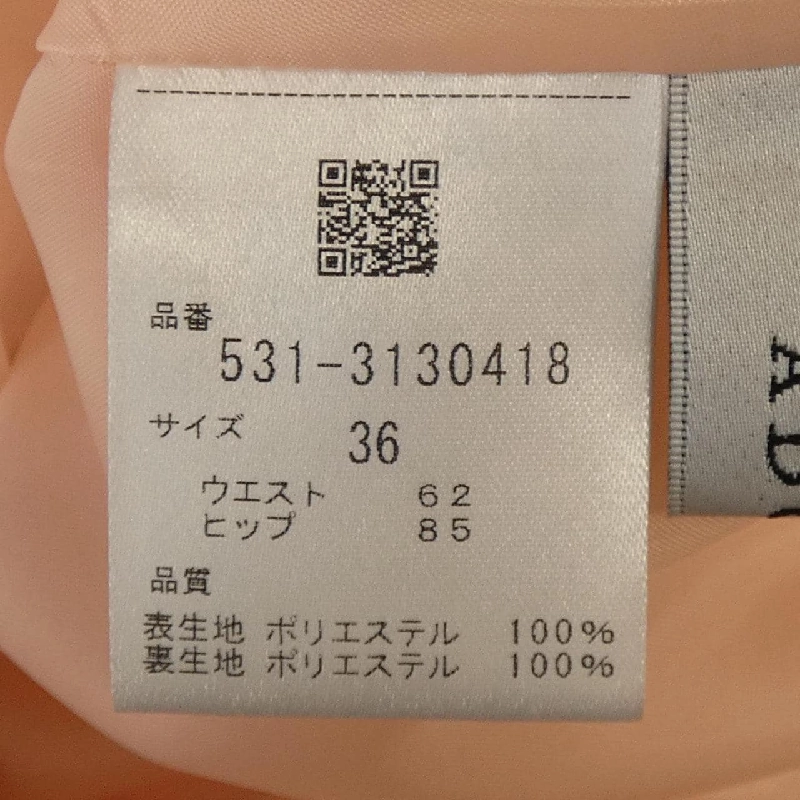 品番
531-3130418
サイズ 36
ウエスト 62
ヒップ 85
品質
表生地 ポリエステル 100%
裏生地 ポリエステル 100%